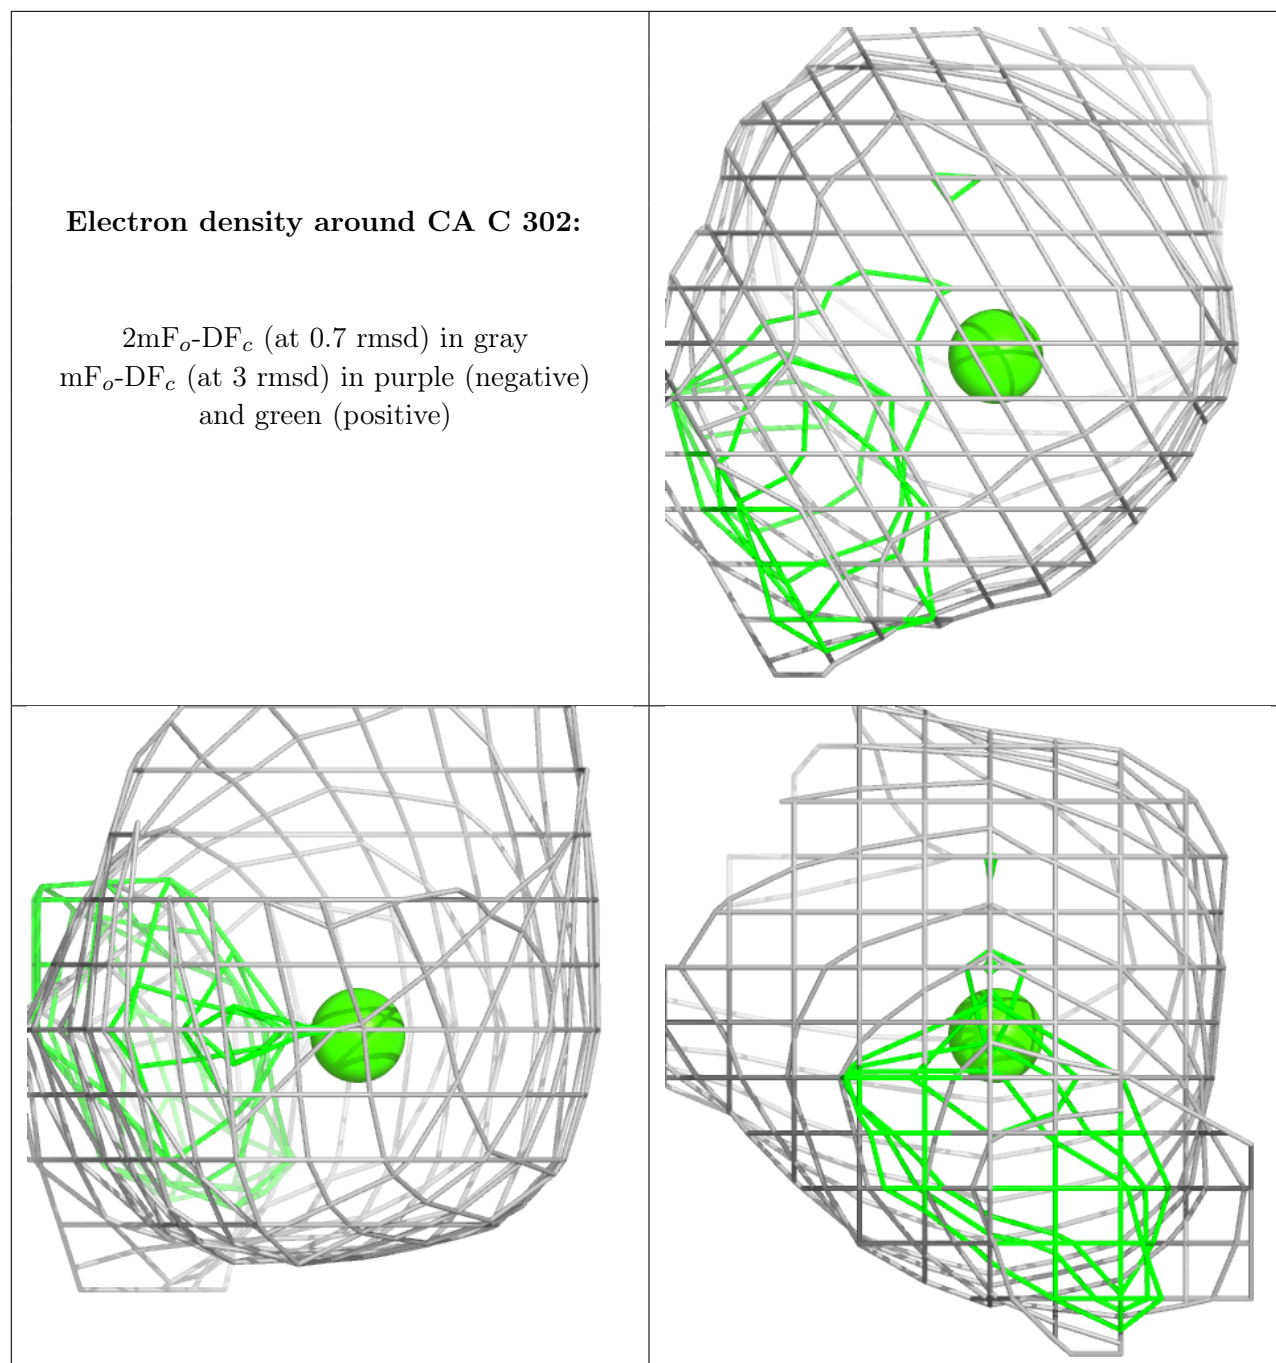 Electron density around CA C 302:
2mFo-DFc (at 0.7 rmsd) in gray
mFo-DFc (at 3 rmsd) in purple (negative)
and green (positive)